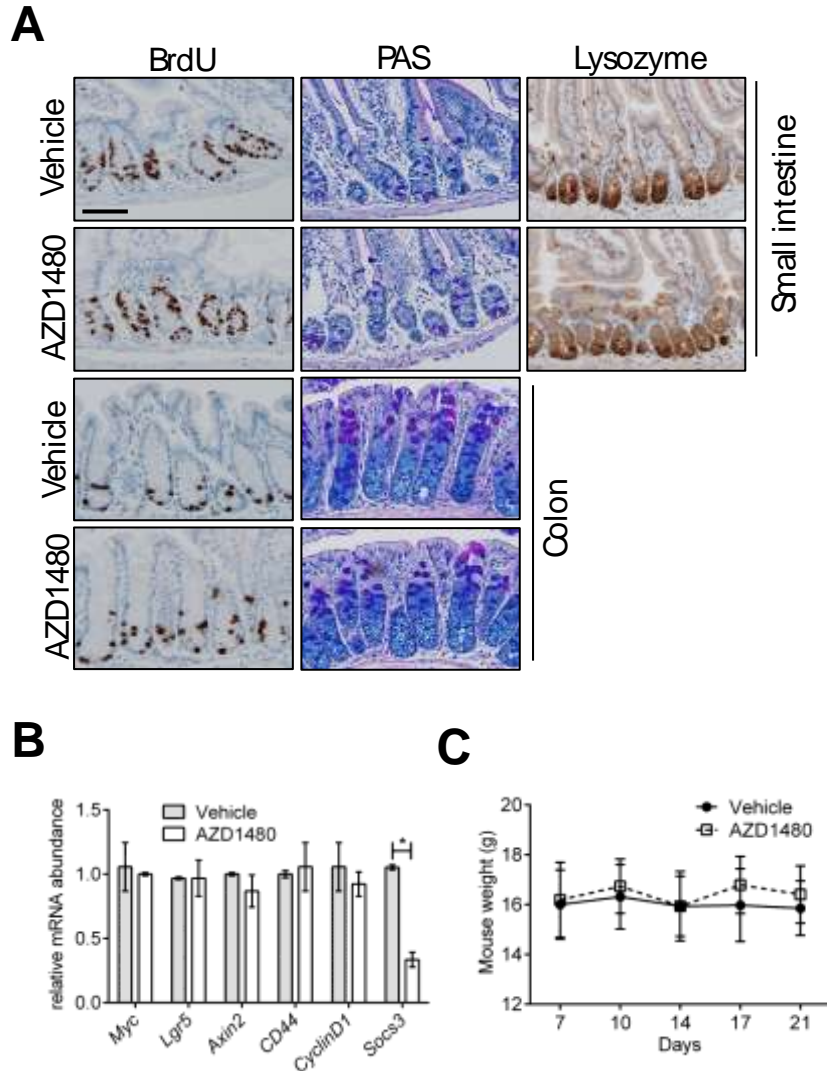 A
BrdU PAS Lysozyme
Vehicle
AZD1480
Small intestine
Vehicle
AZD1480
Colon
B
relative mRNA abundance
1.5
1.0
0.5
0.0
Vehicle
AZD1480
*
Myc Lgr5 Axin2 CD44 CyclinD1 Socs3
C
Mouse weight (g)
20
18
16
14
12
Vehicle
AZD1480
7 10 14 17 21
Days